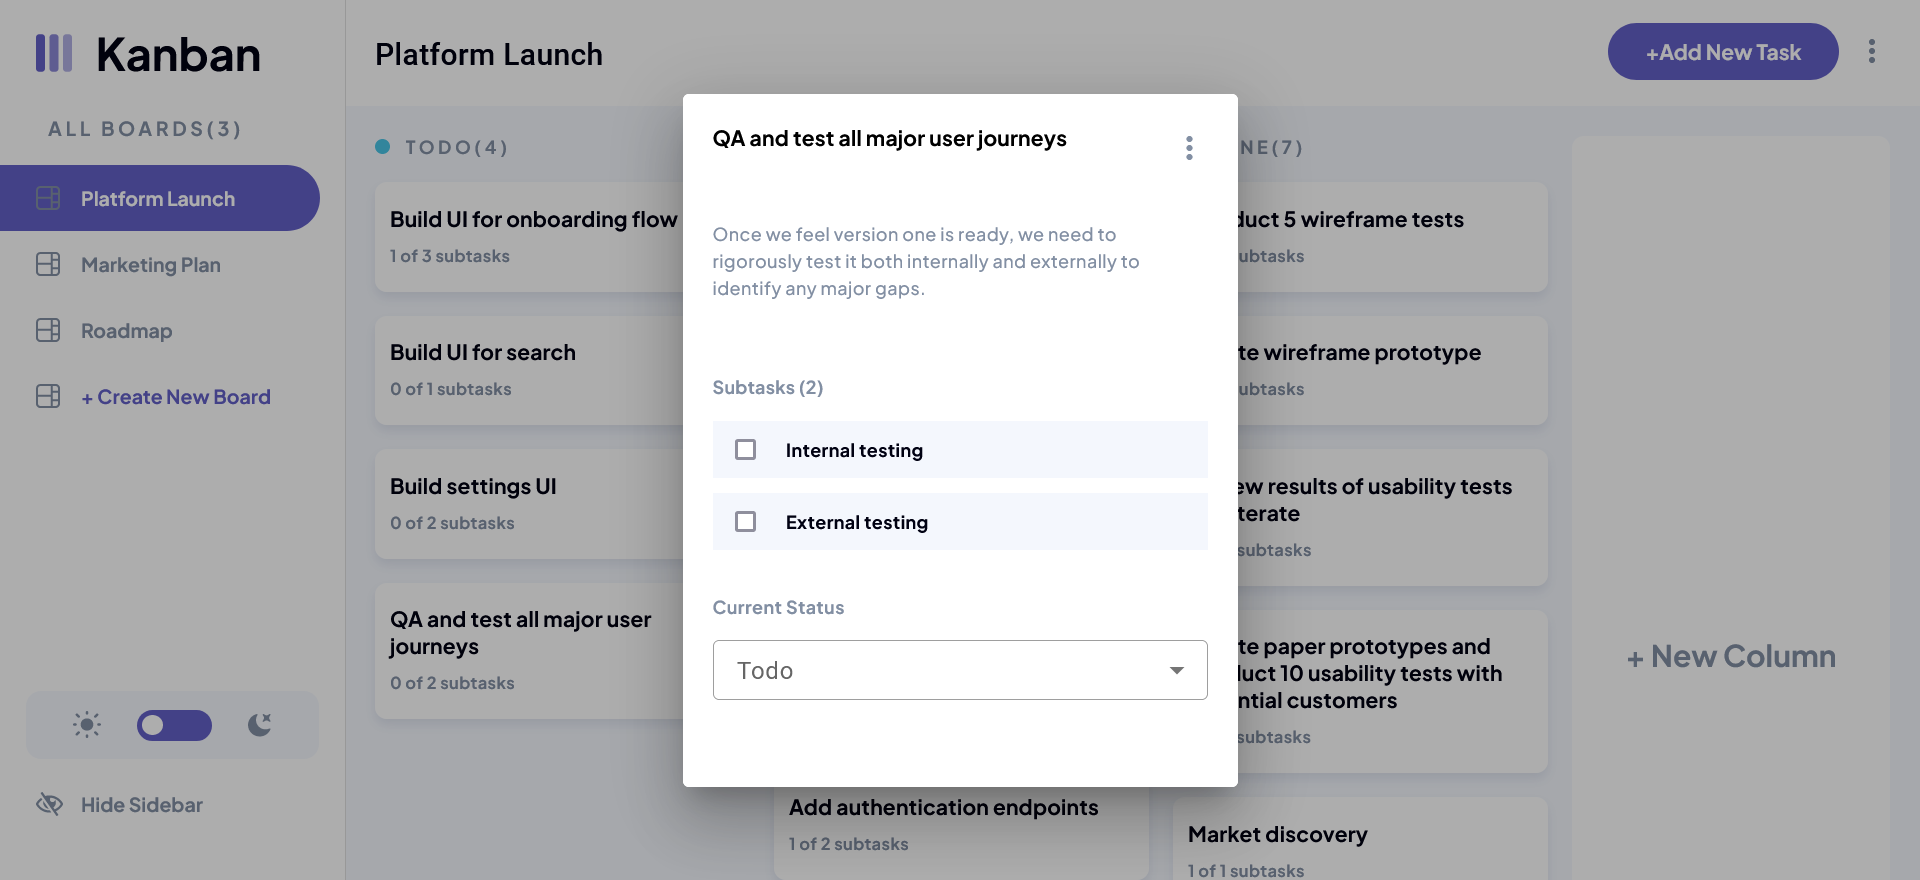 Kanban
ALL BOARDS(3)
Platform Launch
Marketing Plan
Roadmap
+ Create New Board
Hide Sidebar
Platform Launch
+Add New Task
TODO(4)
Build UI for onboarding flow
1 of 3 subtasks
Build UI for search
0 of 1 subtasks
Build settings UI
0 of 2 subtasks
QA and test all major user
journeys
0 of 2 subtasks
QA and test all major user journeys
Once we feel version one is ready, we need to
rigorously test it both internally and externally to
identify any major gaps.
Subtasks (2)
Internal testing
External testing
Current Status
Todo
Add authentication endpoints
1 of 2 subtasks
NE(7)
duct 5 wireframe tests
ubtasks
te wireframe prototype
ubtasks
ew results of usability tests
terate
subtasks
te paper prototypes and
duct 10 usability tests with
ntial customers
subtasks
Market discovery
1 of 1 subtasks
+ New Column